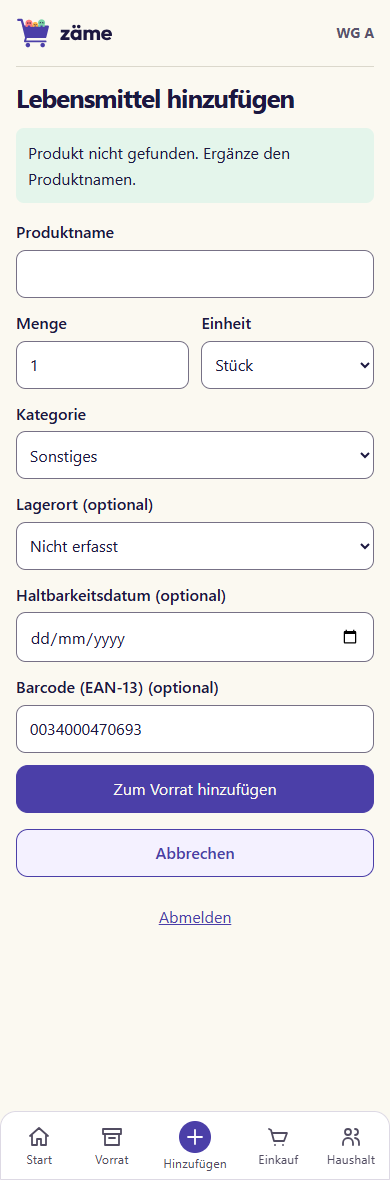 zäme
WG A
Lebensmittel hinzufügen
Produkt nicht gefunden. Ergänze den
Produktnamen.
Produktname
Menge
Einheit
1
Stück
Kategorie
Sonstiges
Lagerort (optional)
Nicht erfasst
Haltbarkeitsdatum (optional)
dd/mm/yyyy
Barcode (EAN-13) (optional)
0034000470693
Zum Vorrat hinzufügen
Abbrechen
Abmelden
Start
Vorrat
Hinzufügen
Einkauf
Haushalt